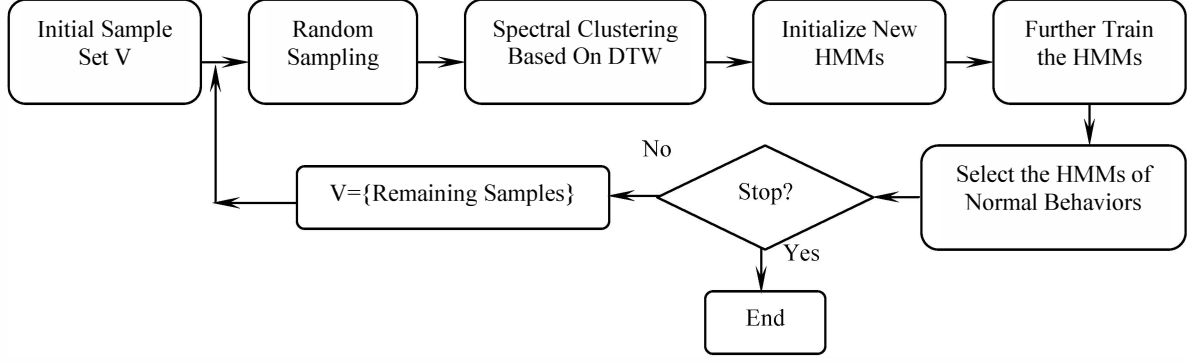 Initial Sample
Set V
Random
Sampling
Spectral Clustering
Based On DTW
Initialize New
HMMs
Further Train
the HMMs
Select the HMMs of
Normal Behaviors
Stop?
No
V={Remaining Samples}
Yes
End